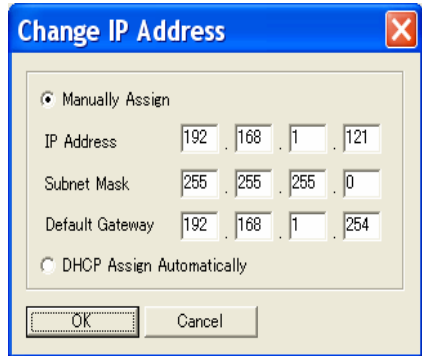 Change IP Address
Manually Assign
IP Address 192 . 168 . 1 . 121
Subnet Mask 255 . 255 . 255 . 0
Default Gateway 192 . 168 . 1 . 254
DHCP Assign Automatically
OK Cancel